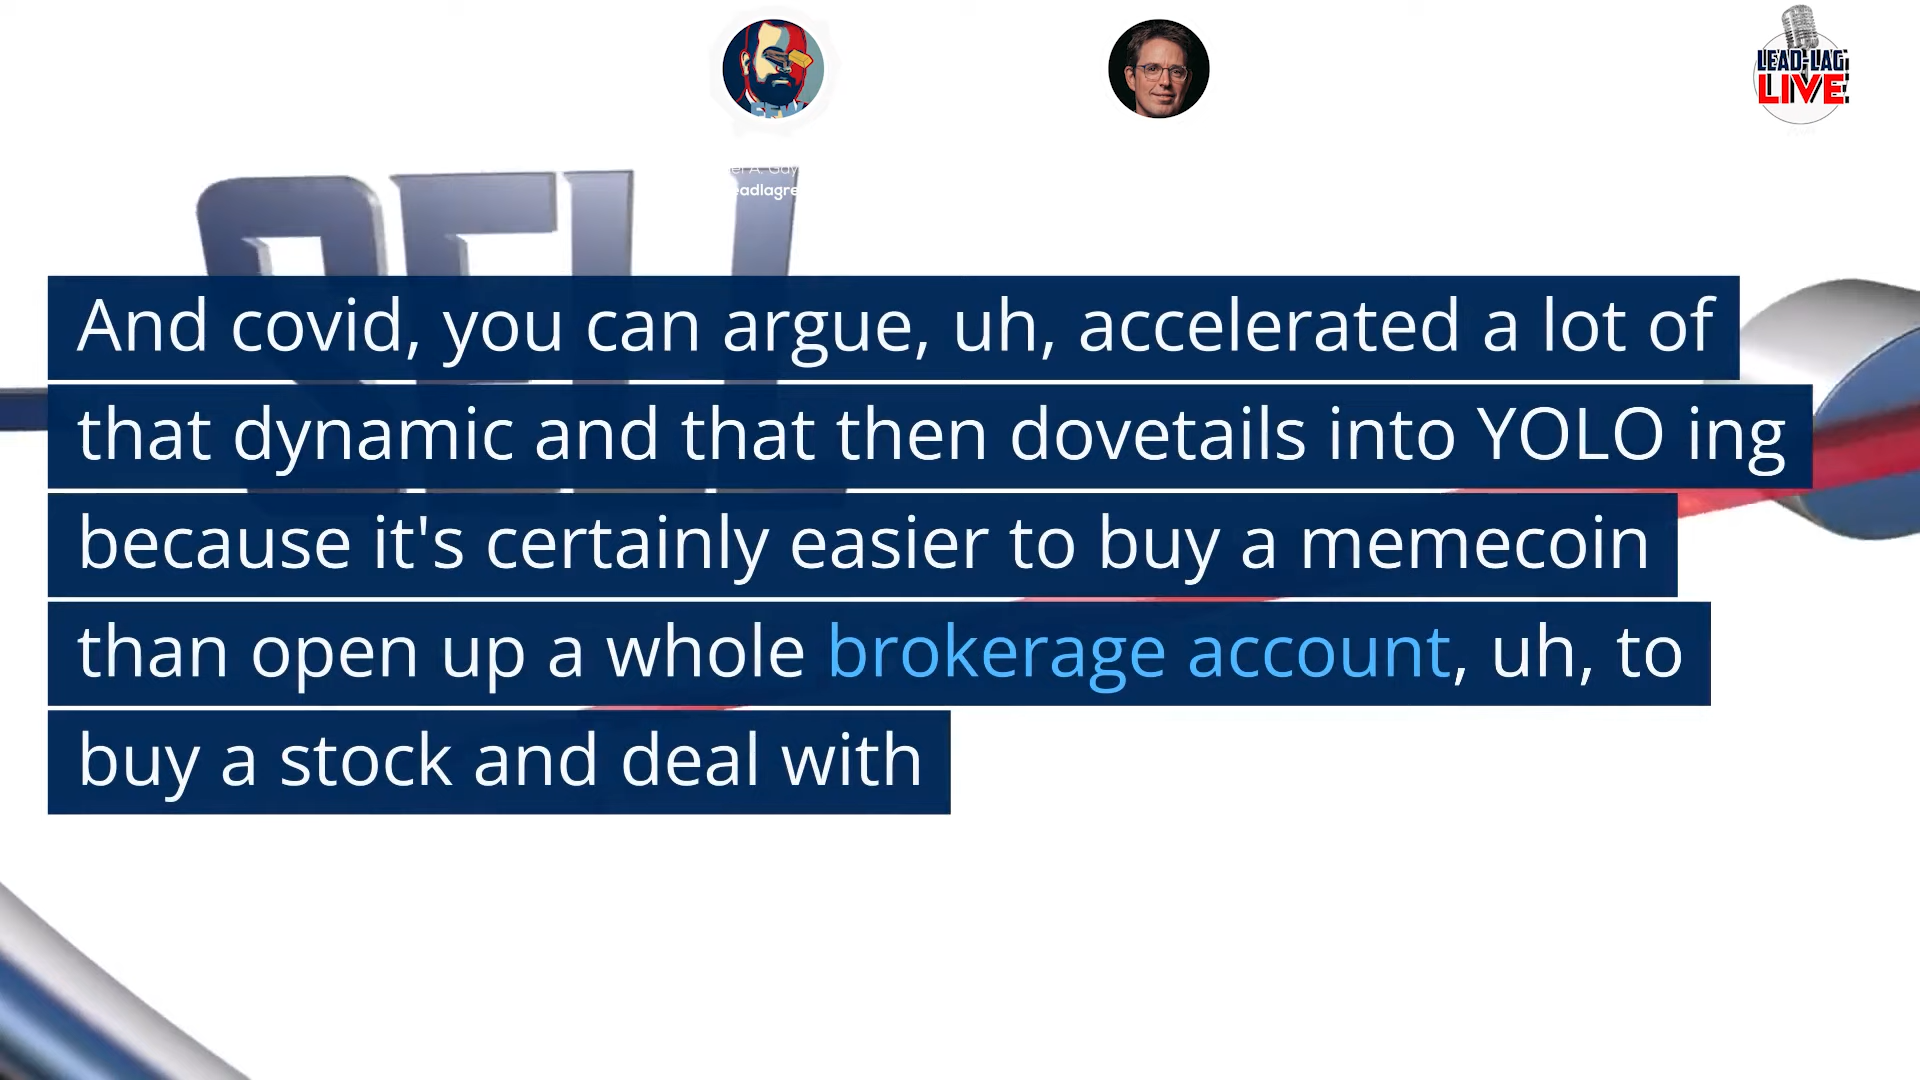 LEAD-LAG
LIVE
SELL
And covid, you can argue, uh, accelerated a lot of
that dynamic and that then dovetails into YOLO ing
because it's certainly easier to buy a memecoin
than open up a whole brokerage account, uh, to
buy a stock and deal with